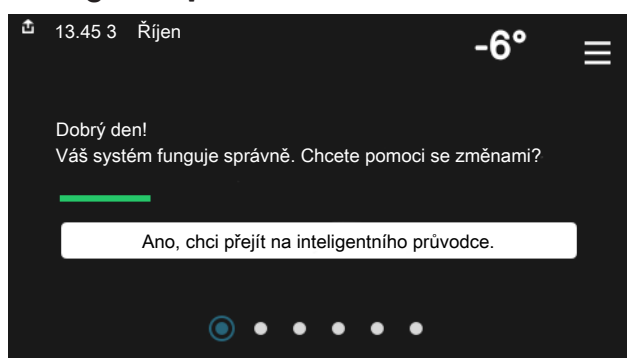 13.45 3 Říjen
-6°
Dobrý den!
Váš systém funguje správně. Chcete pomoci se změnami?
Ano, chci přejít na inteligentního průvodce.